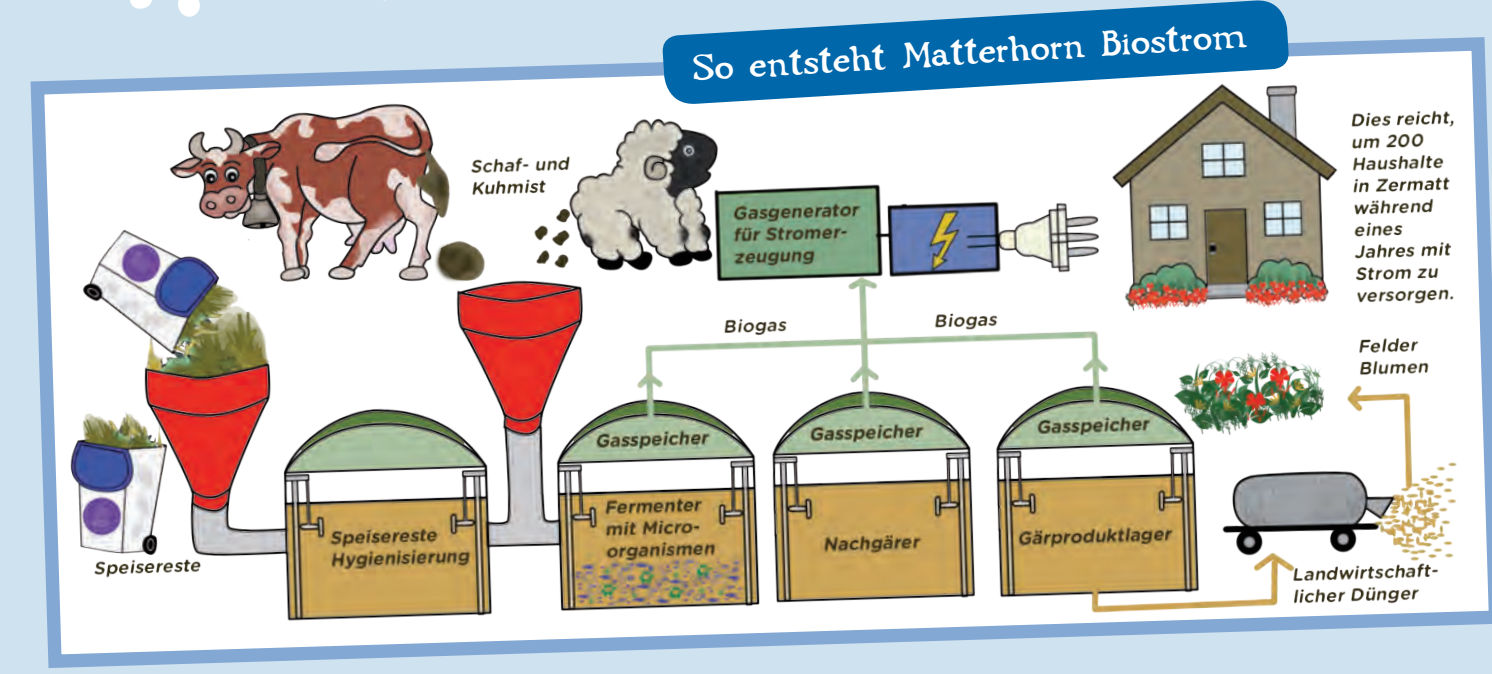 So entsteht Matterhorn Biostrom
Schaf- und
Kuhmist
Gasgenerator
für Stromer-
zeugung
Dies reicht,
um 200
Haushalte
in Zermatt
während
eines
Jahres mit
Strom zu
versorgen.
Biogas
Biogas
Felder
Blumen
Gasspeicher
Gasspeicher
Gasspeicher
Speisereste
Speisereste
Hygienisierung
Fermenter
mit Micro-
organismen
Nachgärer
Gärproduktlager
Landwirtschaft-
licher Dünger